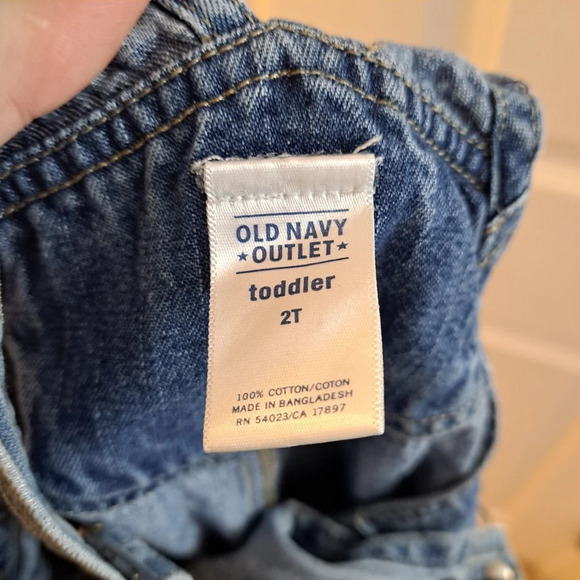 OLD NAVY
★OUTLET★
toddler
2T
100% COTTON/COTON
MADE IN BANGLADESH
RN 54023/CA 17897